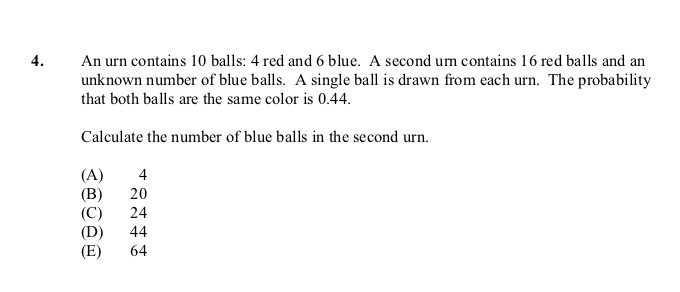 4. An urn contains 10 balls: 4 red and 6 blue. A second urn contains 16 red balls and an
unknown number of blue balls. A single ball is drawn from each urn. The probability
that both balls are the same color is 0.44.
Calculate the number of blue balls in the second urn.
(A) 4
(B) 20
(C) 24
(D) 44
(E) 64